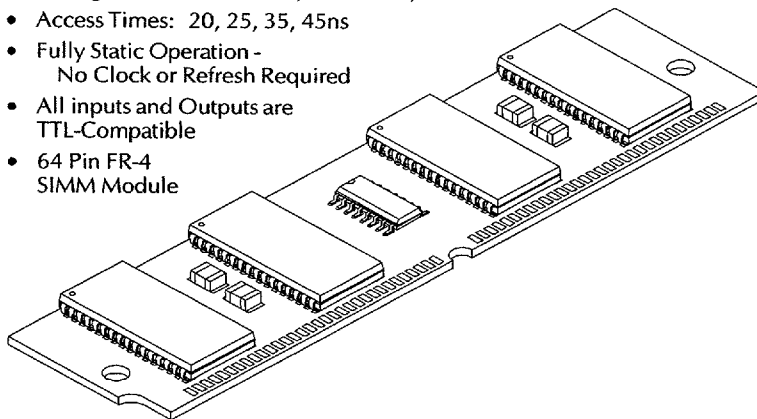 • Access Times: 20, 25, 35, 45ns
• Fully Static Operation -
No Clock or Refresh Required
• All inputs and Outputs are
TTL-Compatible
• 64 Pin FR-4
SIMM Module